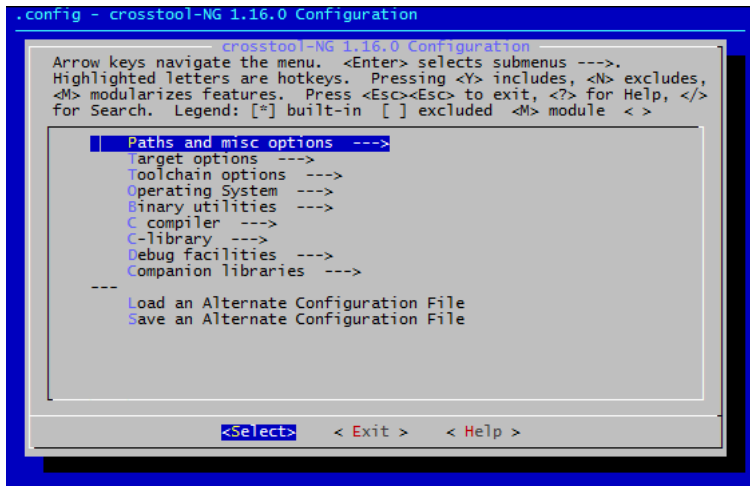 .config - crosstool-NG 1.16.0 Configuration
crosstool-NG 1.16.0 Configuration
Arrow keys navigate the menu.  <Enter> selects submenus --->.
Highlighted letters are hotkeys.  Pressing <Y> includes, <N> excludes,
<M> modularizes features.  Press <Esc><Esc> to exit, <?> for Help, </>
for Search.  Legend: [*] built-in  [ ] excluded  <M> module  < >
Paths and misc options  --->
Target options  --->
Toolchain options  --->
Operating System  --->
Binary utilities  --->
C compiler  --->
C-library  --->
Debug facilities  --->
Companion libraries  --->
---
Load an Alternate Configuration File
Save an Alternate Configuration File
<Select>    < Exit >    < Help >